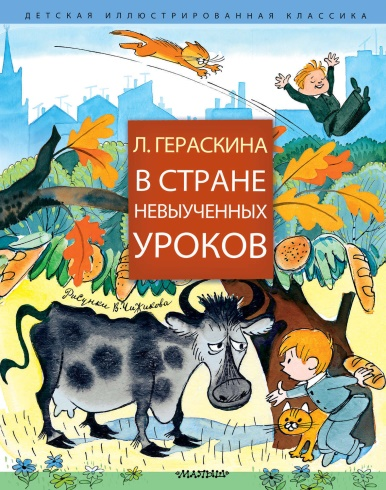 ДЕТСКАЯ ИЛЛЮСТРИРОВАННАЯ КЛАССИКА
Л. ГЕРАСКИНА
В СТРАНЕ
НЕВЫУЧЕННЫХ
УРОКОВ
Рисунки В. Чижикова
МАЛЫШ